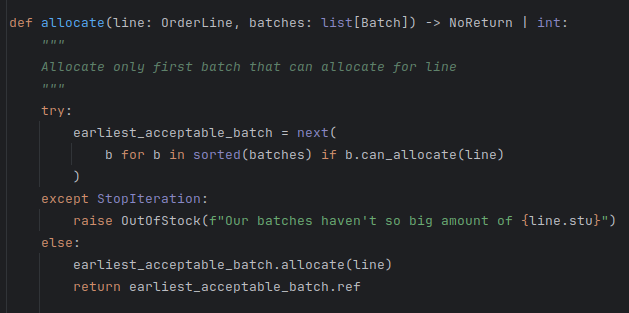 def allocate(line: OrderLine, batches: list[Batch]) -> NoReturn | int:
    """
    Allocate only first batch that can allocate for line
    """
    try:
        earliest_acceptable_batch = next(
            b for b in sorted(batches) if b.can_allocate(line)
        )
    except StopIteration:
        raise OutOfStock(f"Our batches haven't so big amount of {line.stu}")
    else:
        earliest_acceptable_batch.allocate(line)
        return earliest_acceptable_batch.ref